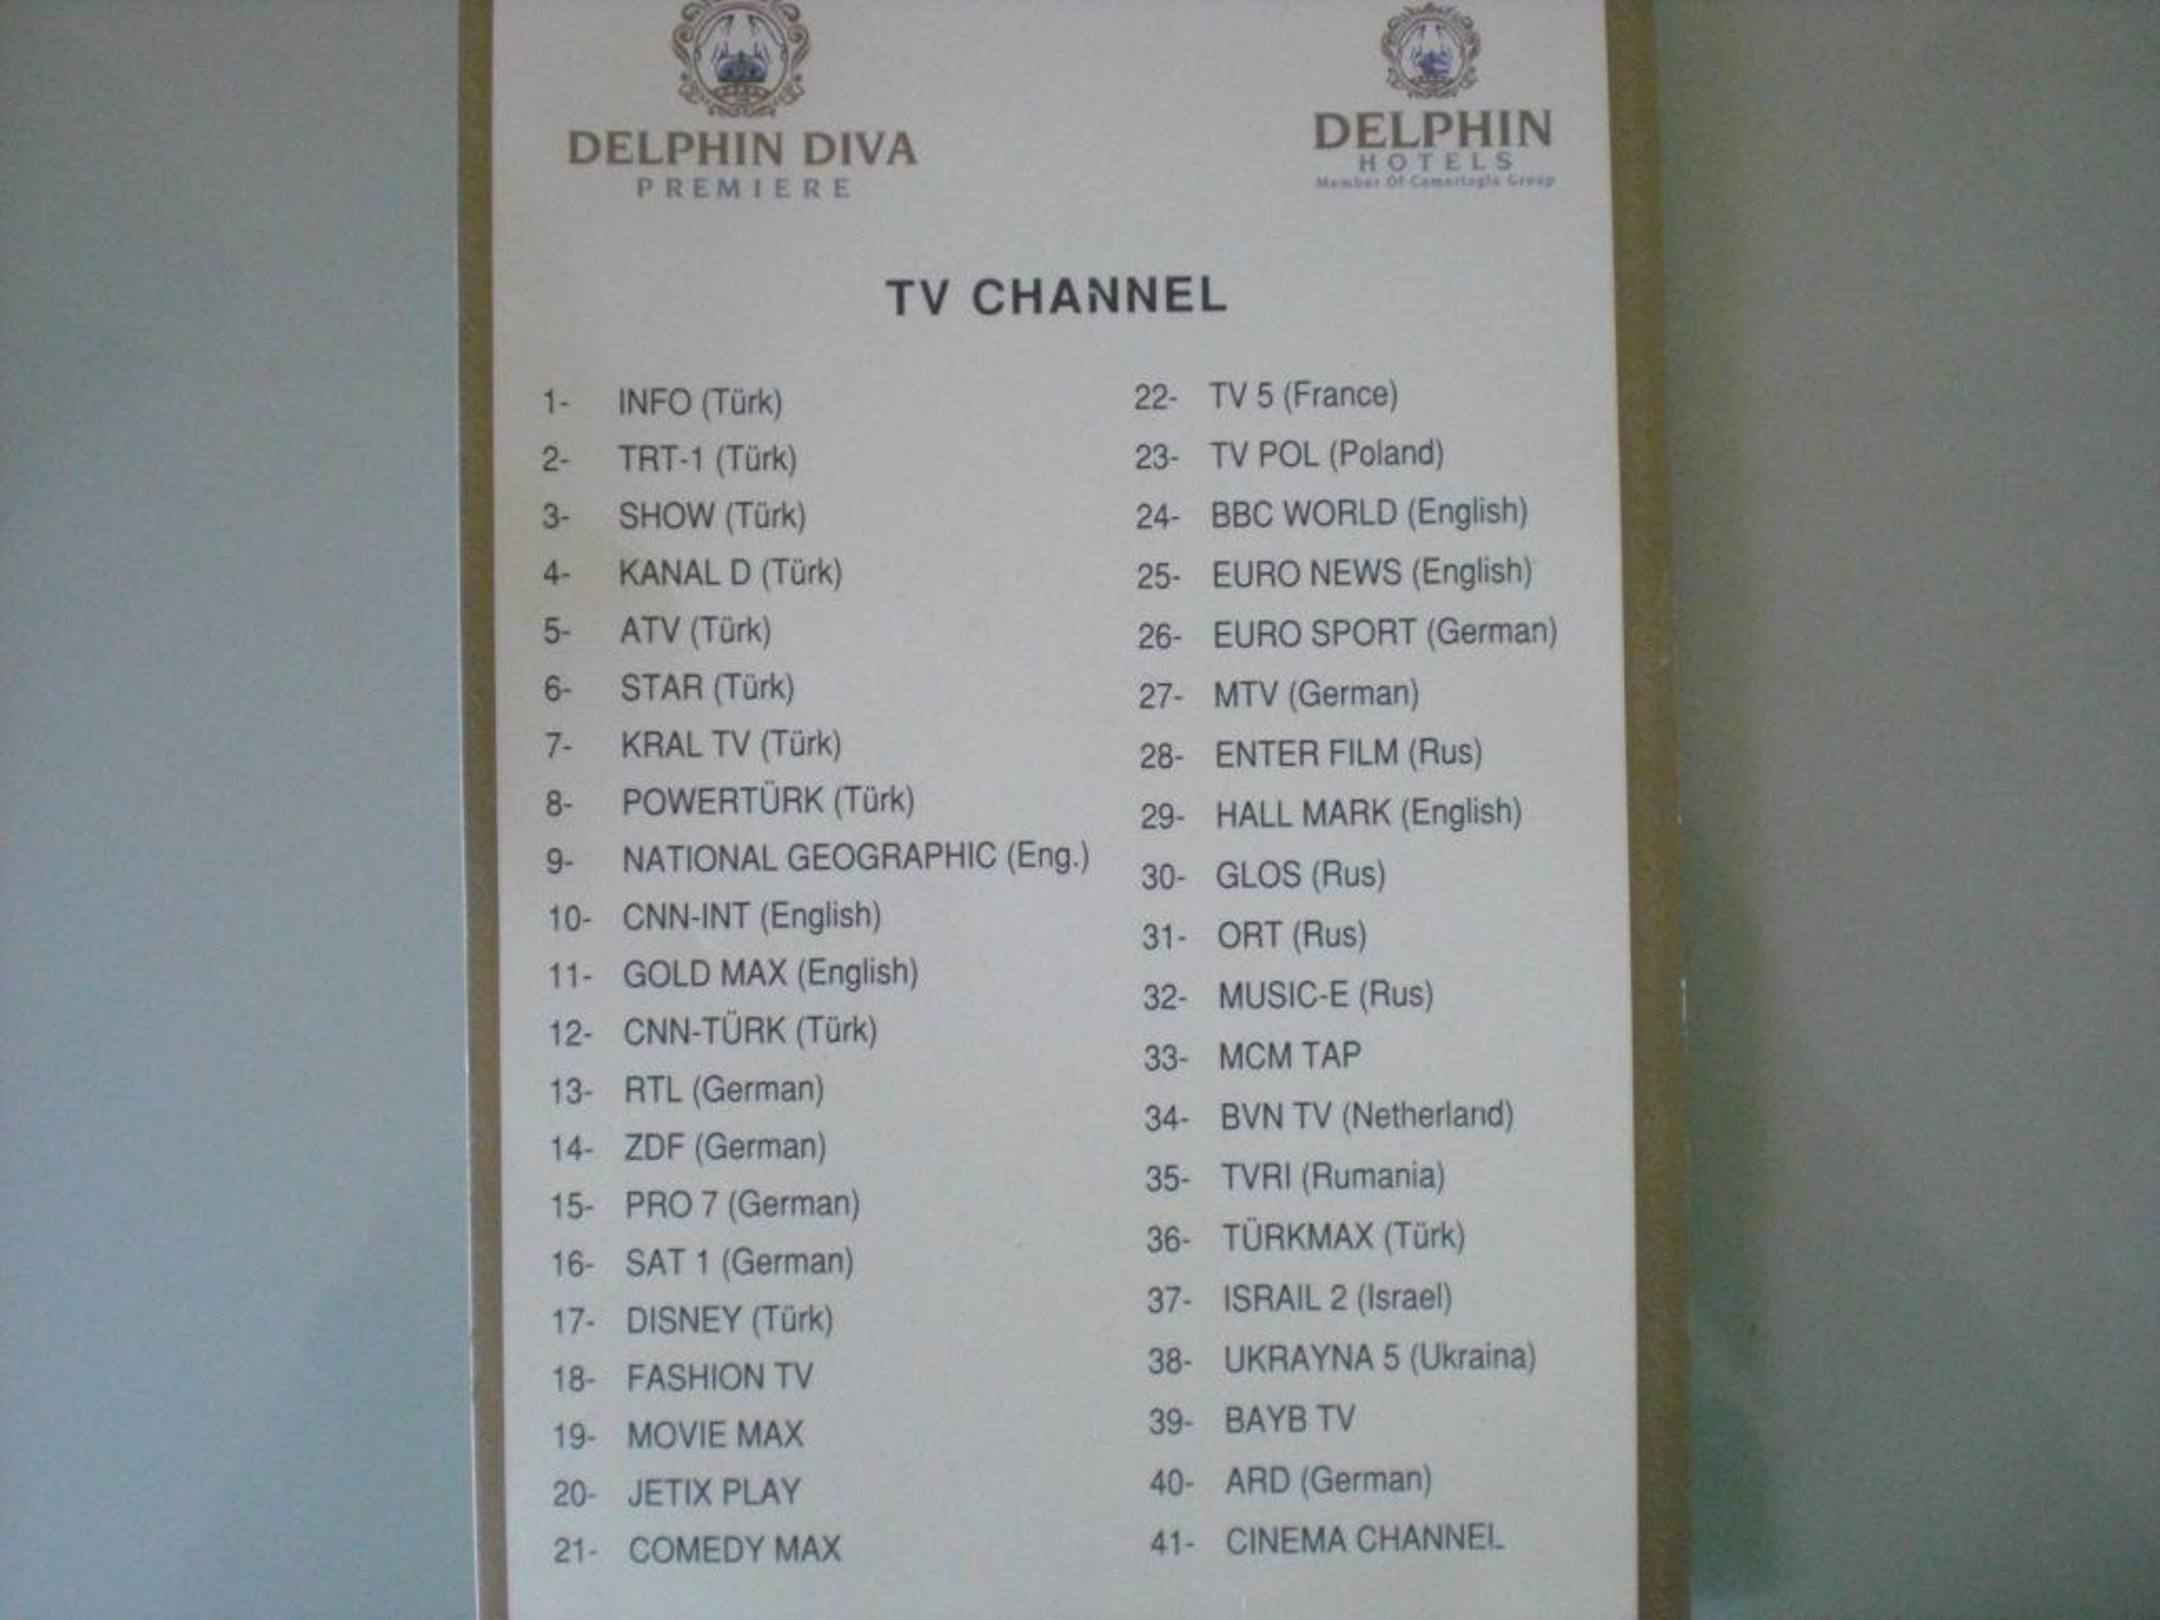 DELPHIN DIVA
PREMIERE
DELPHIN
HOTELS
Member Of Camertoglu Group
TV CHANNEL
1- INFO (Türk)
2- TRT-1 (Türk)
3- SHOW (Türk)
4- KANAL D (Türk)
5- ATV (Türk)
6- STAR (Türk)
7- KRAL TV (Türk)
8- POWERTÜRK (Türk)
9- NATIONAL GEOGRAPHIC (Eng.)
10- CNN-INT (English)
11- GOLD MAX (English)
12- CNN-TÜRK (Türk)
13- RTL (German)
14- ZDF (German)
15- PRO 7 (German)
16- SAT 1 (German)
17- DISNEY (Türk)
18- FASHION TV
19- MOVIE MAX
20- JETIX PLAY
21- COMEDY MAX
22- TV 5 (France)
23- TV POL (Poland)
24- BBC WORLD (English)
25- EURO NEWS (English)
26- EURO SPORT (German)
27- MTV (German)
28- ENTER FILM (Rus)
29- HALL MARK (English)
30- GLOS (Rus)
31- ORT (Rus)
32- MUSIC-E (Rus)
33- MCM TAP
34- BVN TV (Netherland)
35- TVRI (Rumania)
36- TÜRKMAX (Türk)
37- ISRAIL 2 (Israel)
38- UKRAYNA 5 (Ukraina)
39- BAYB TV
40- ARD (German)
41- CINEMA CHANNEL